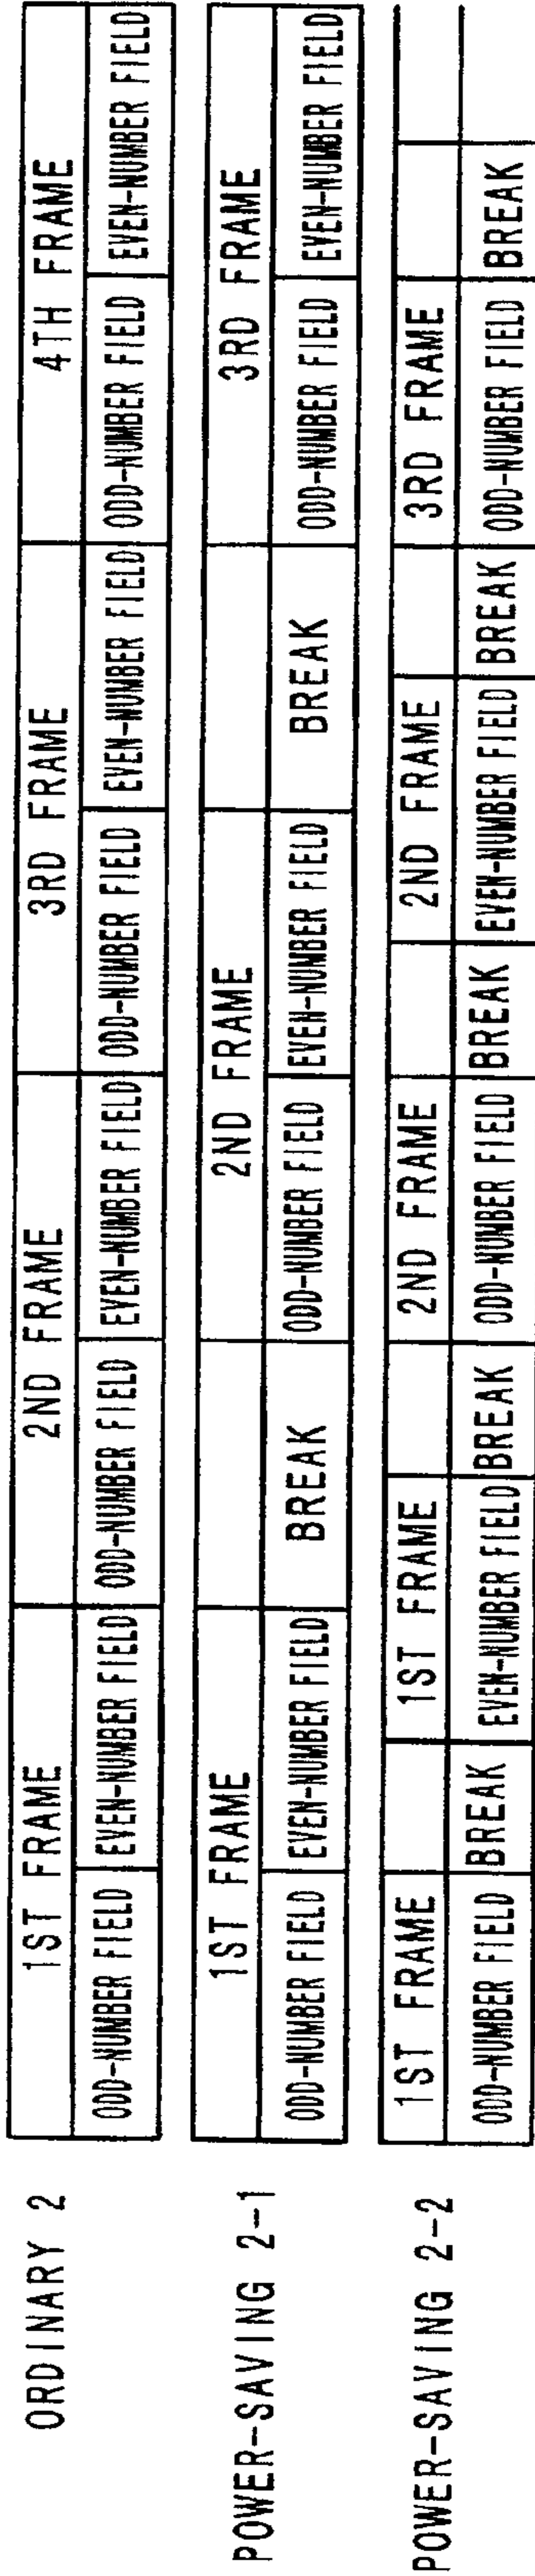 ORDINARY 2
1ST FRAME 2ND FRAME 3RD FRAME 4TH FRAME
ODD-NUMBER FIELD EVEN-NUMBER FIELD ODD-NUMBER FIELD EVEN-NUMBER FIELD ODD-NUMBER FIELD EVEN-NUMBER FIELD ODD-NUMBER FIELD EVEN-NUMBER FIELD
POWER-SAVING 2-1
1ST FRAME 2ND FRAME 3RD FRAME
ODD-NUMBER FIELD EVEN-NUMBER FIELD BREAK ODD-NUMBER FIELD EVEN-NUMBER FIELD BREAK ODD-NUMBER FIELD EVEN-NUMBER FIELD
POWER-SAVING 2-2
1ST FRAME 1ST FRAME 2ND FRAME 2ND FRAME 3RD FRAME
ODD-NUMBER FIELD BREAK EVEN-NUMBER FIELD BREAK ODD-NUMBER FIELD BREAK EVEN-NUMBER FIELD BREAK ODD-NUMBER FIELD BREAK